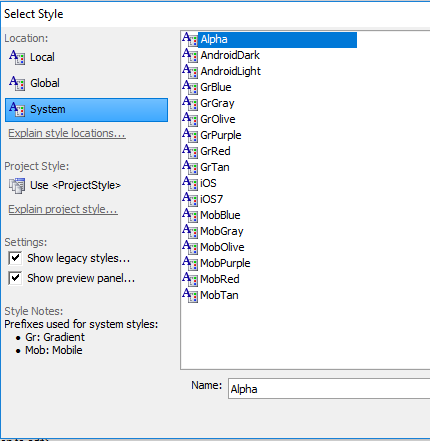 Select Style
Location:
Local
Global
System
Explain style locations...
Project Style:
Use <ProjectStyle>
Explain project style...
Settings:
Show legacy styles...
Show preview panel...
Style Notes:
Prefixes used for system styles:
• Gr: Gradient
• Mob: Mobile
Alpha
AndroidDark
AndroidLight
GrBlue
GrGray
GrOlive
GrPurple
GrRed
GrTan
iOS
iOS7
MobBlue
MobGray
MobOlive
MobPurple
MobRed
MobTan
Name: Alpha